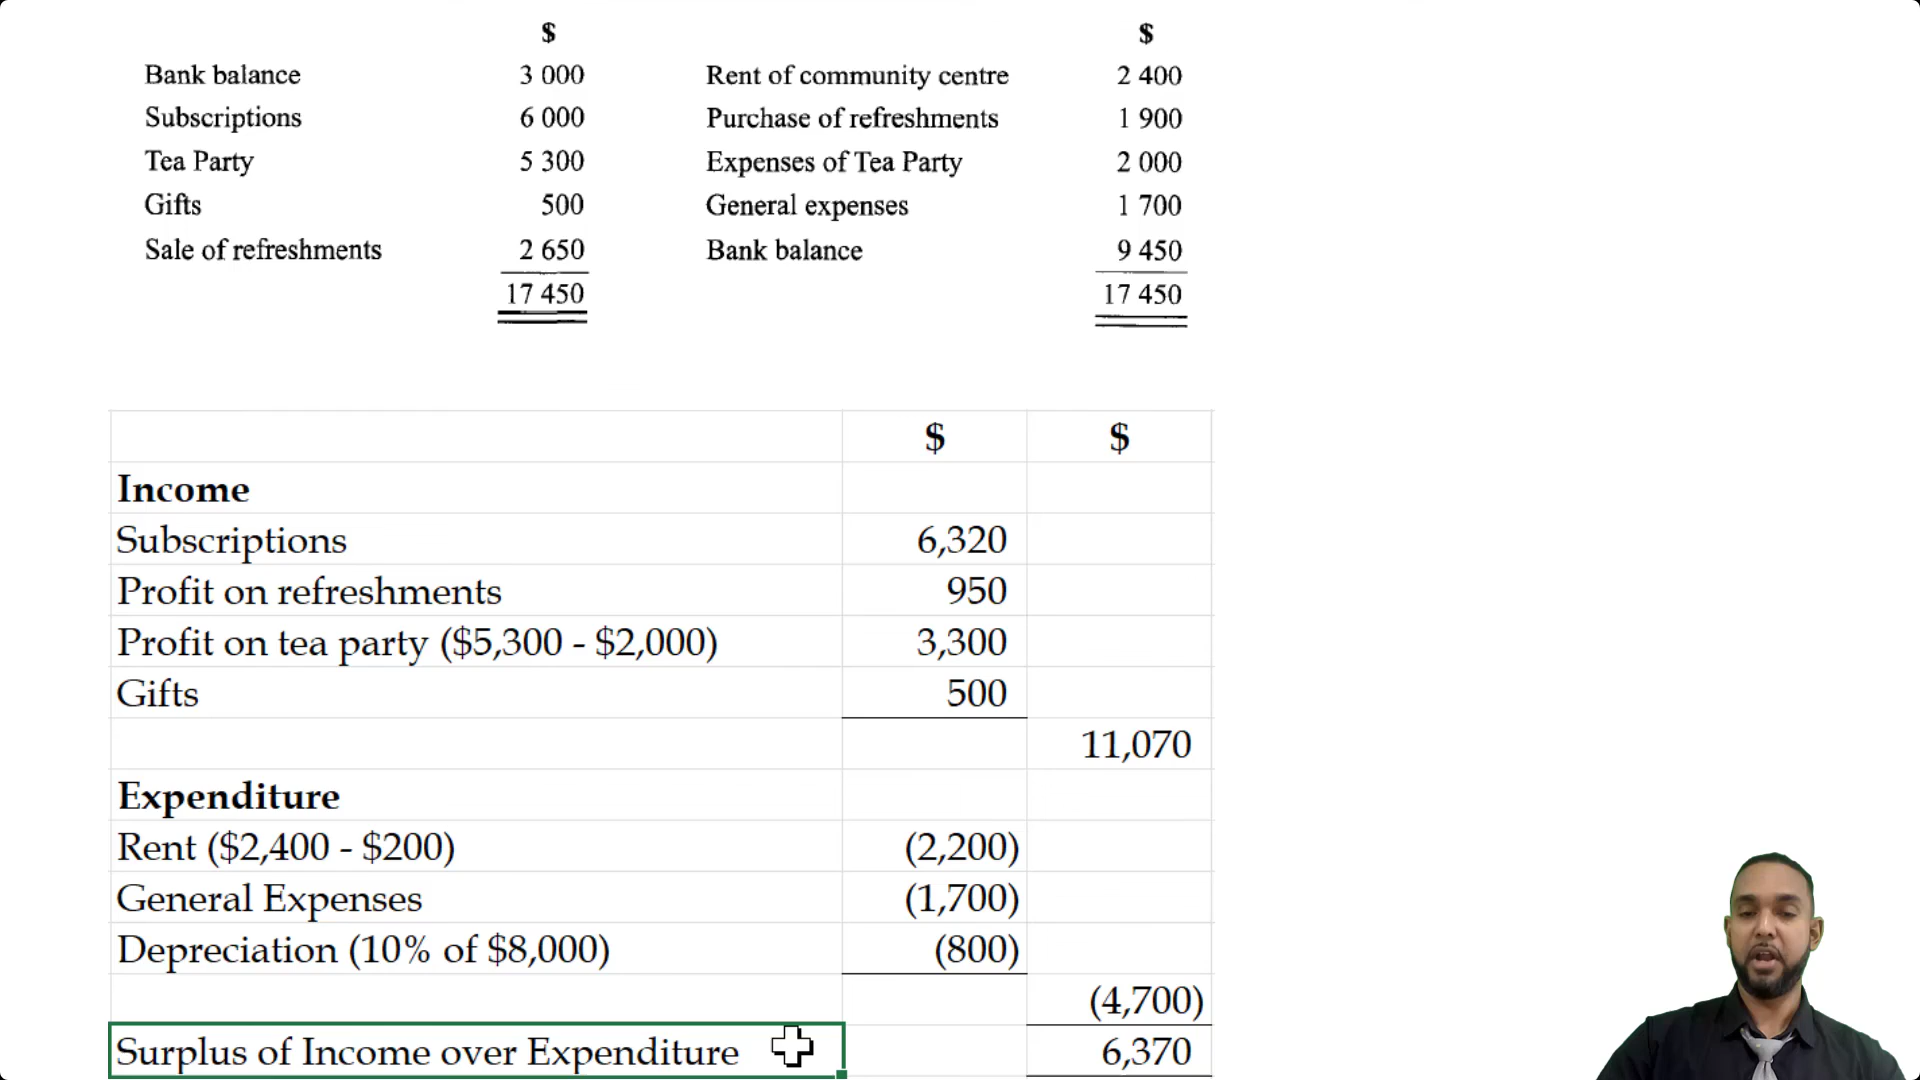 $ $
Bank balance 3 000 Rent of community centre 2 400
Subscriptions 6 000 Purchase of refreshments 1 900
Tea Party 5 300 Expenses of Tea Party 2 000
Gifts 500 General expenses 1 700
Sale of refreshments 2 650 Bank balance 9 450
17 450 17 450
$ $
Income
Subscriptions 6,320
Profit on refreshments 950
Profit on tea party ($5,300 - $2,000) 3,300
Gifts 500
11,070
Expenditure
Rent ($2,400 - $200) (2,200)
General Expenses (1,700)
Depreciation (10% of $8,000) (800)
(4,700)
Surplus of Income over Expenditure 6,370